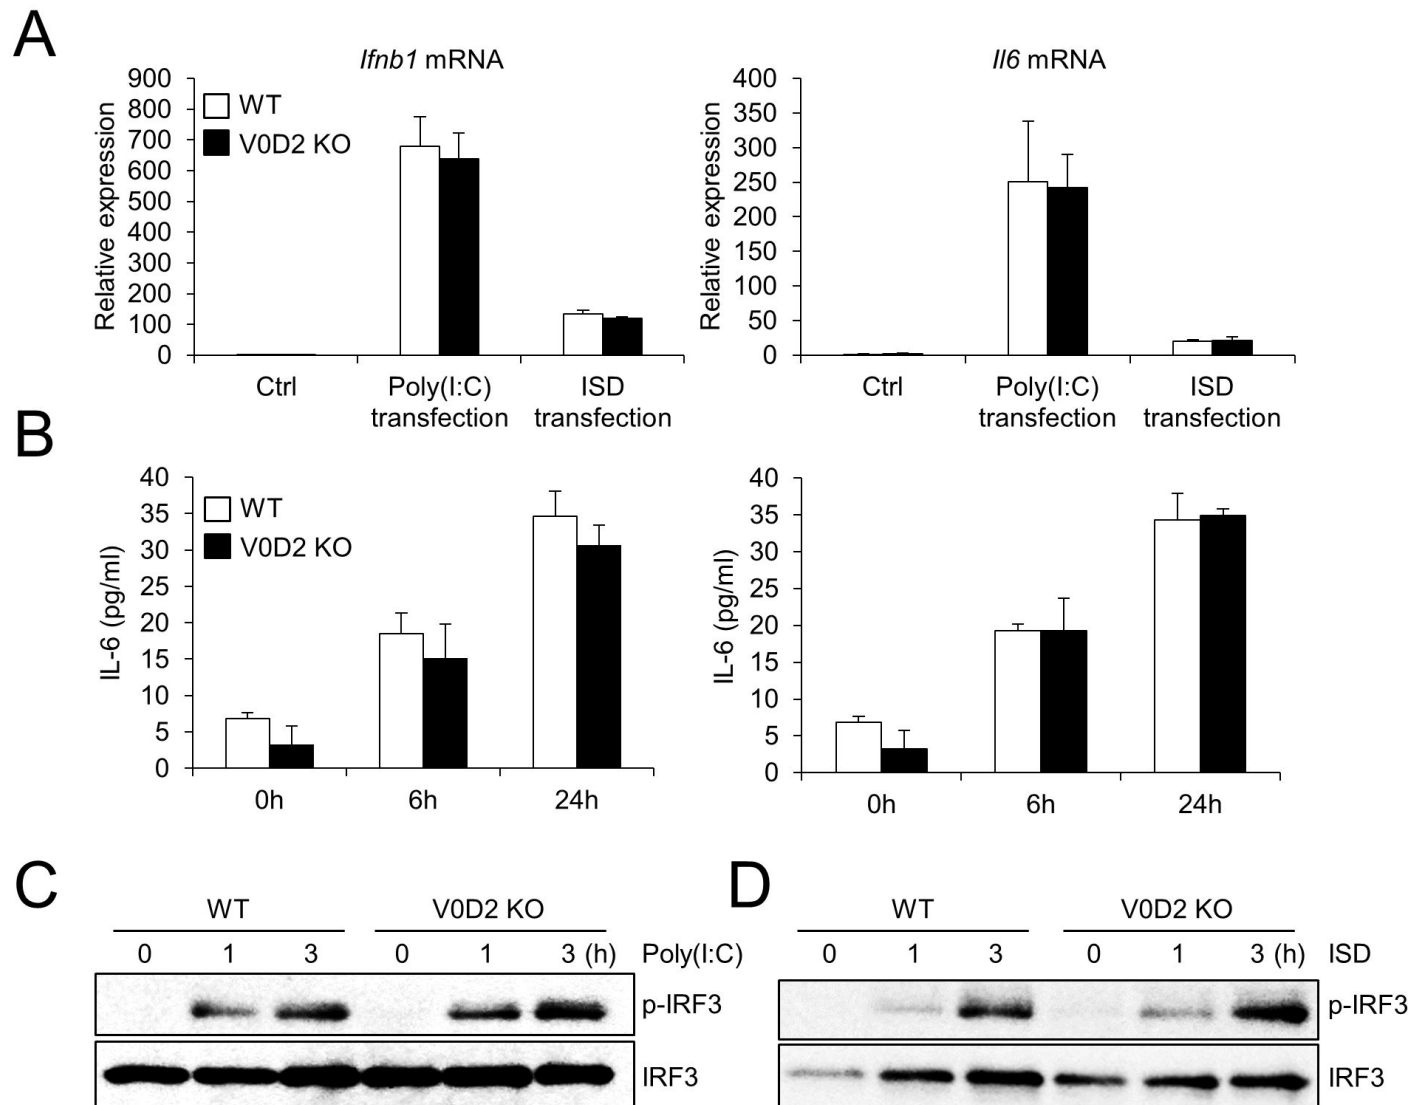 A
Ifnb1 mRNA
Relative expression
900
800
700
600
500
400
300
200
100
0
WT
V0D2 KO
Ctrl
Poly(I:C)
transfection
ISD
transfection
Il6 mRNA
Relative expression
400
350
300
250
200
150
100
50
0
Ctrl
Poly(I:C)
transfection
ISD
transfection
B
IL-6 (pg/ml)
40
35
30
25
20
15
10
5
0
WT
V0D2 KO
0h
6h
24h
IL-6 (pg/ml)
40
35
30
25
20
15
10
5
0
0h
6h
24h
C
WT
V0D2 KO
0 1 3 0 1 3 (h) Poly(I:C)
p-IRF3
IRF3
D
WT
V0D2 KO
0 1 3 0 1 3 (h) ISD
p-IRF3
IRF3